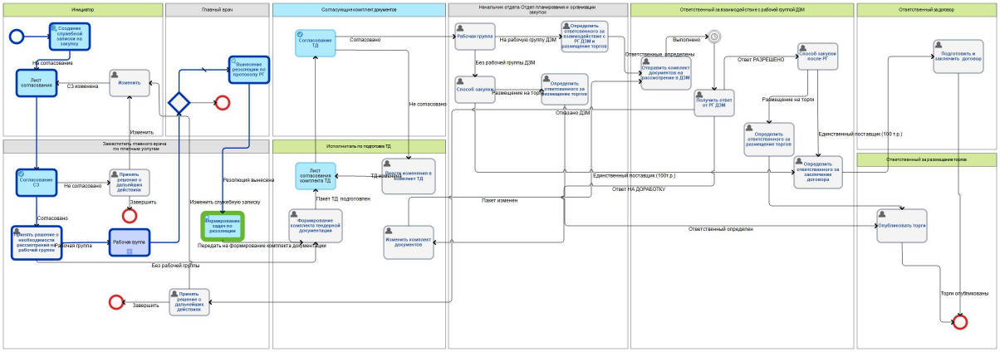 Инициатор
Главный врач
Согласующие комплект документов
Начальник отдела Отдел планирования и организации
закупок
Ответственный за взаимодействие с рабочей группой ДЗМ
Ответственный за договор
Создание
служебной
записки на
закупку
На согласование
Лист
согласования
СЗ изменена
Изменить
Изменить
Вынесение
резолюции по
протоколу РГ
Согласование
ТД
Согласовано
Не согласовано
Рабочая группа
На рабочую группу ДЗМ
Определить
ответсвенного за
взаимодействие с
РГ ДЗМ и
размещение торгов
Без рабочей группы ДЗМ
Способ закупки
Размещение на торги
Определить
ответсвенного за
размещение торгов
Отказано ДЗМ
Ответственные определены
Выполнено
Отправить комплект
документов на
рассмотрение в ДЗМ
Получить ответ
от РГ ДЗМ
Ответ РАЗРЕШЕНО
Способ закупки
после РГ
Размещение на торги
Определить
ответственного за
размещение торгов
Единственный поставщик (100 т.р.)
Определить
ответственного за
заключение
договора
Подготовить и
заключить договор
Заместитель главного врача
по платным услугам
Исполнитель по подготовке ТД
Ответственный за размещение торгов
Согласование
СЗ
Не согласовано
Принять
решение о
дальнейших
действиях
Завершить
Согласовано
Принять решение о
необходимости
рассмотрения на
рабочей группе
Рабочая группа
Рабочая группа
Резолюция вынесена
Изменить служебную записку
Формирование
задач по
резолюции
Передать на формирование комплекта документации
Без рабочей группы
Принять
решение о
дальнейших
действиях
Завершить
Лист
согласования
комплекта ТД
ТД изменен
Внести изменения в
комплект ТД
Пакет ТД подготовлен
Формирование
комплекта тендерной
документации
Изменить комплект
документов
Пакет изменен
Единственный поставщик (100т.р.)
Ответ НА ДОРАБОТКУ
Ответственный определен
Опубликовать торги
Торги опубликованы